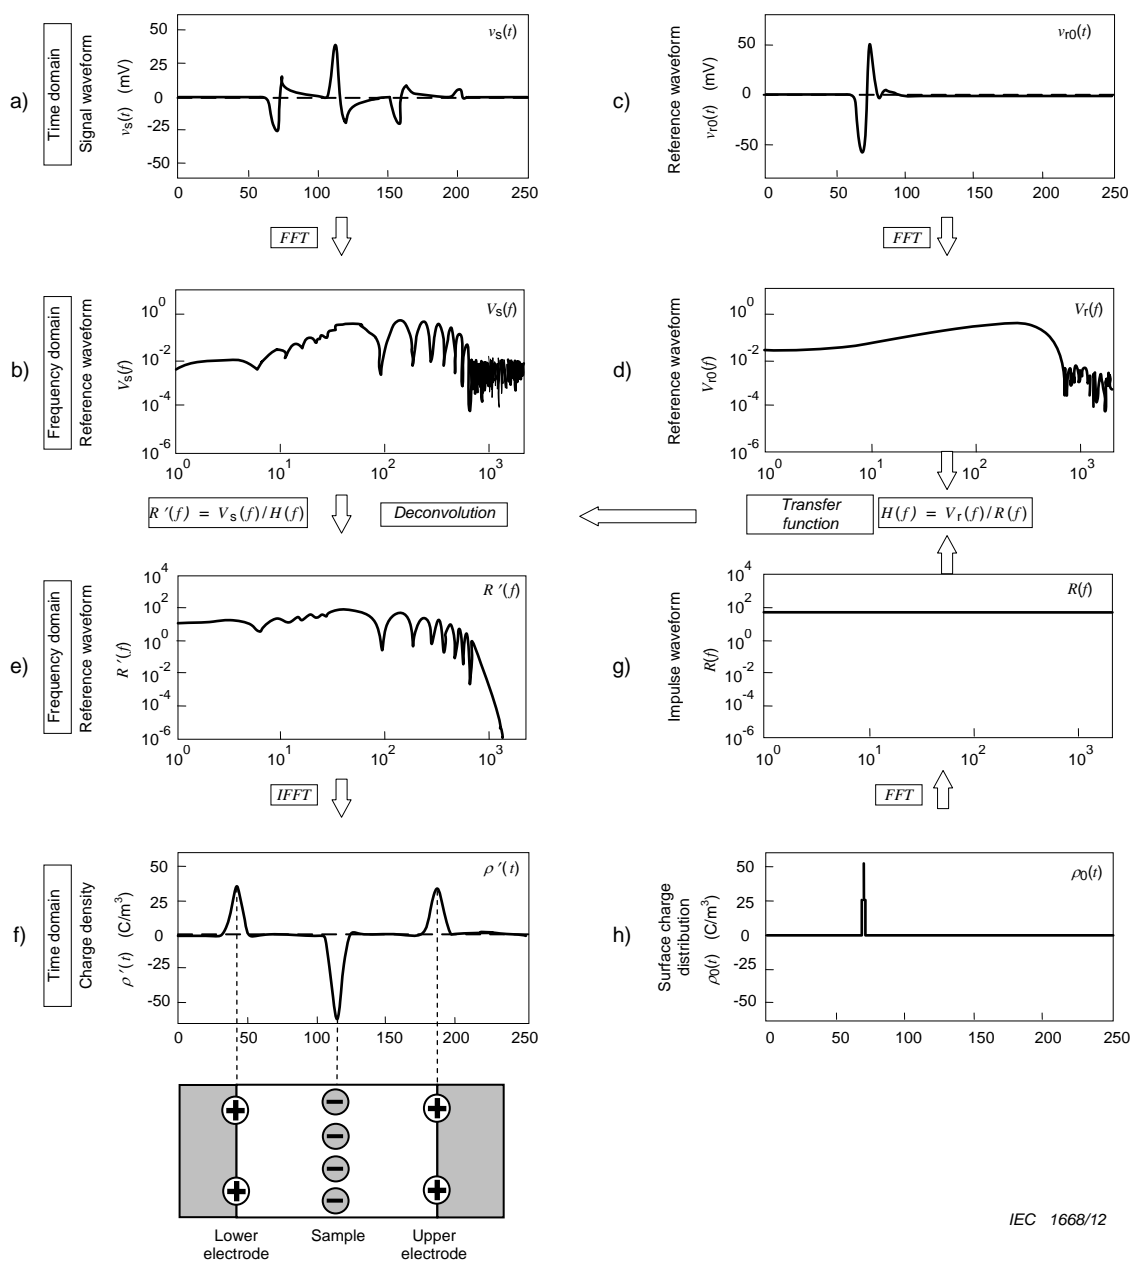 a)
Time domain
Signal waveform
vs(t) (mV)
50
25
0
-25
-50
vs(t)
0 50 100 150 200 250
c)
Reference waveform
vr0(t) (mV)
50
0
-50
vr0(t)
0 50 100 150 200 250
FFT
FFT
b)
Frequency domain
Reference waveform
Vs(f)
10^0
10^-2
10^-4
10^-6
Vs(f)
10^0 10^1 10^2 10^3
d)
Reference waveform
Vr0(f)
10^0
10^-2
10^-4
10^-6
Vr(f)
10^0 10^1 10^2 10^3
R′(f) = Vs(f)/H(f)
Deconvolution
Transfer
function
H(f) = Vr(f)/R(f)
e)
Frequency domain
Reference waveform
R′(f)
10^4
10^2
10^0
10^-2
10^-4
10^-6
R′(f)
10^0 10^1 10^2 10^3
g)
Impulse waveform
R(f)
10^4
10^2
10^0
10^-2
10^-4
10^-6
R(f)
10^0 10^1 10^2 10^3
IFFT
FFT
f)
Time domain
Charge density
ρ′(t) (C/m^3)
50
25
0
-25
-50
ρ′(t)
0 50 100 150 200 250
h)
Surface charge
distribution
ρ0(t) (C/m^3)
50
25
0
-25
-50
ρ0(t)
0 50 100 150 200 250
+ − +
−
−
+ − +
Lower
electrode
Sample
Upper
electrode
IEC 1668/12